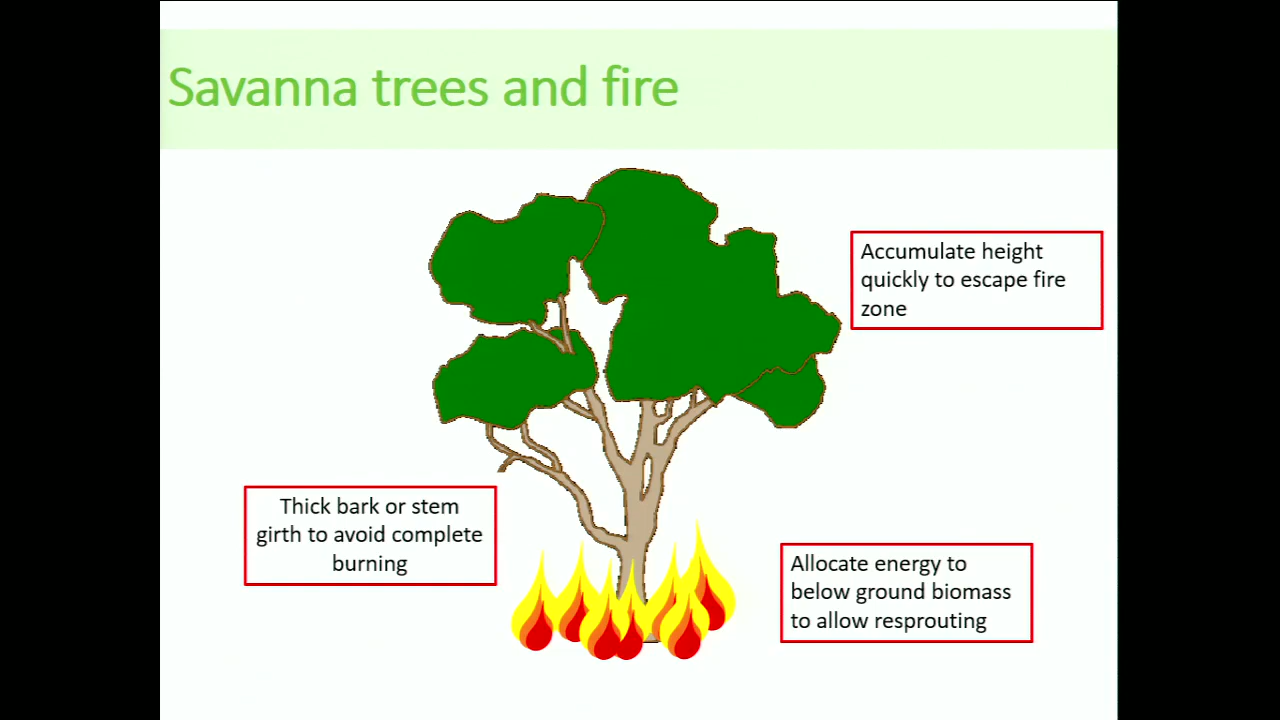 Savanna trees and fire
Accumulate height
quickly to escape fire
zone
Thick bark or stem
girth to avoid complete
burning
Allocate energy to
below ground biomass
to allow resprouting